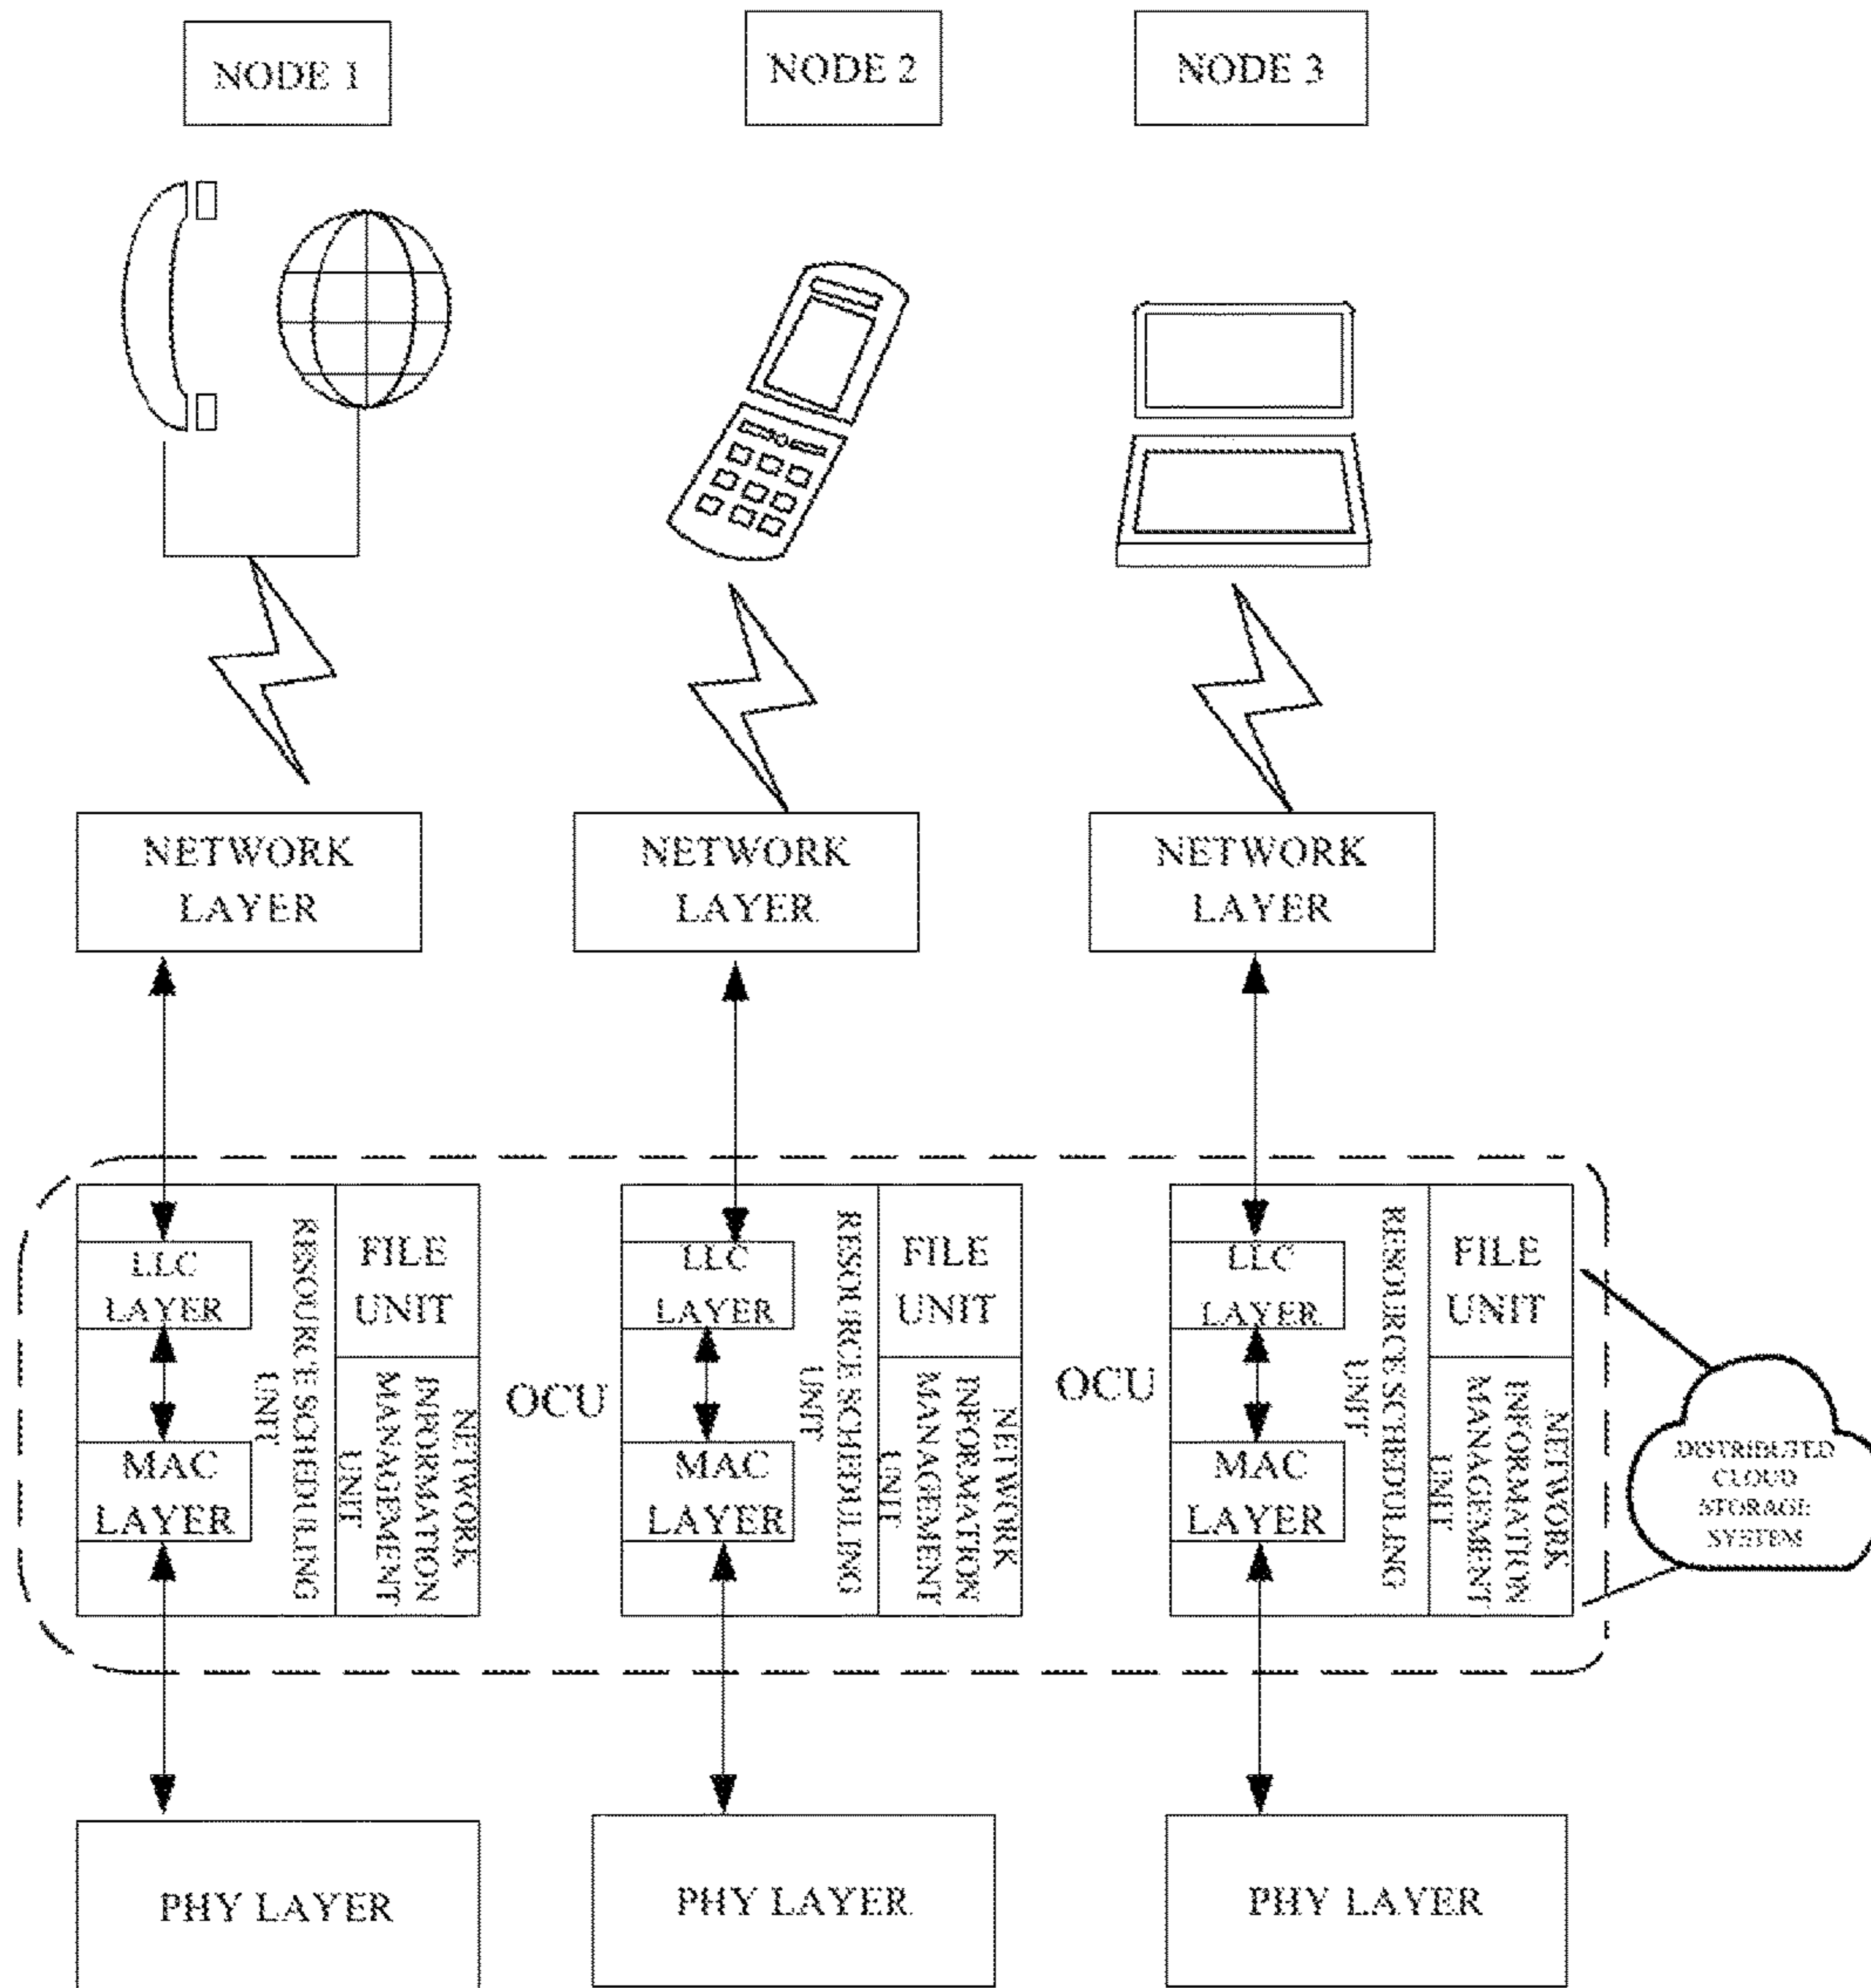 NODE 1
NODE 2
NODE 3
NETWORK
LAYER
NETWORK
LAYER
NETWORK
LAYER
LLC
LAYER
MAC
LAYER
RESOURCE SCHEDULING
UNIT
FILE
UNIT
NETWORK
INFORMATION
MANAGEMENT
UNIT
OCU
LLC
LAYER
MAC
LAYER
RESOURCE SCHEDULING
UNIT
FILE
UNIT
NETWORK
INFORMATION
MANAGEMENT
UNIT
OCU
LLC
LAYER
MAC
LAYER
RESOURCE SCHEDULING
UNIT
FILE
UNIT
NETWORK
INFORMATION
MANAGEMENT
UNIT
DISTRIBUTED
CLOUD
STORAGE
SYSTEM
PHY LAYER
PHY LAYER
PHY LAYER